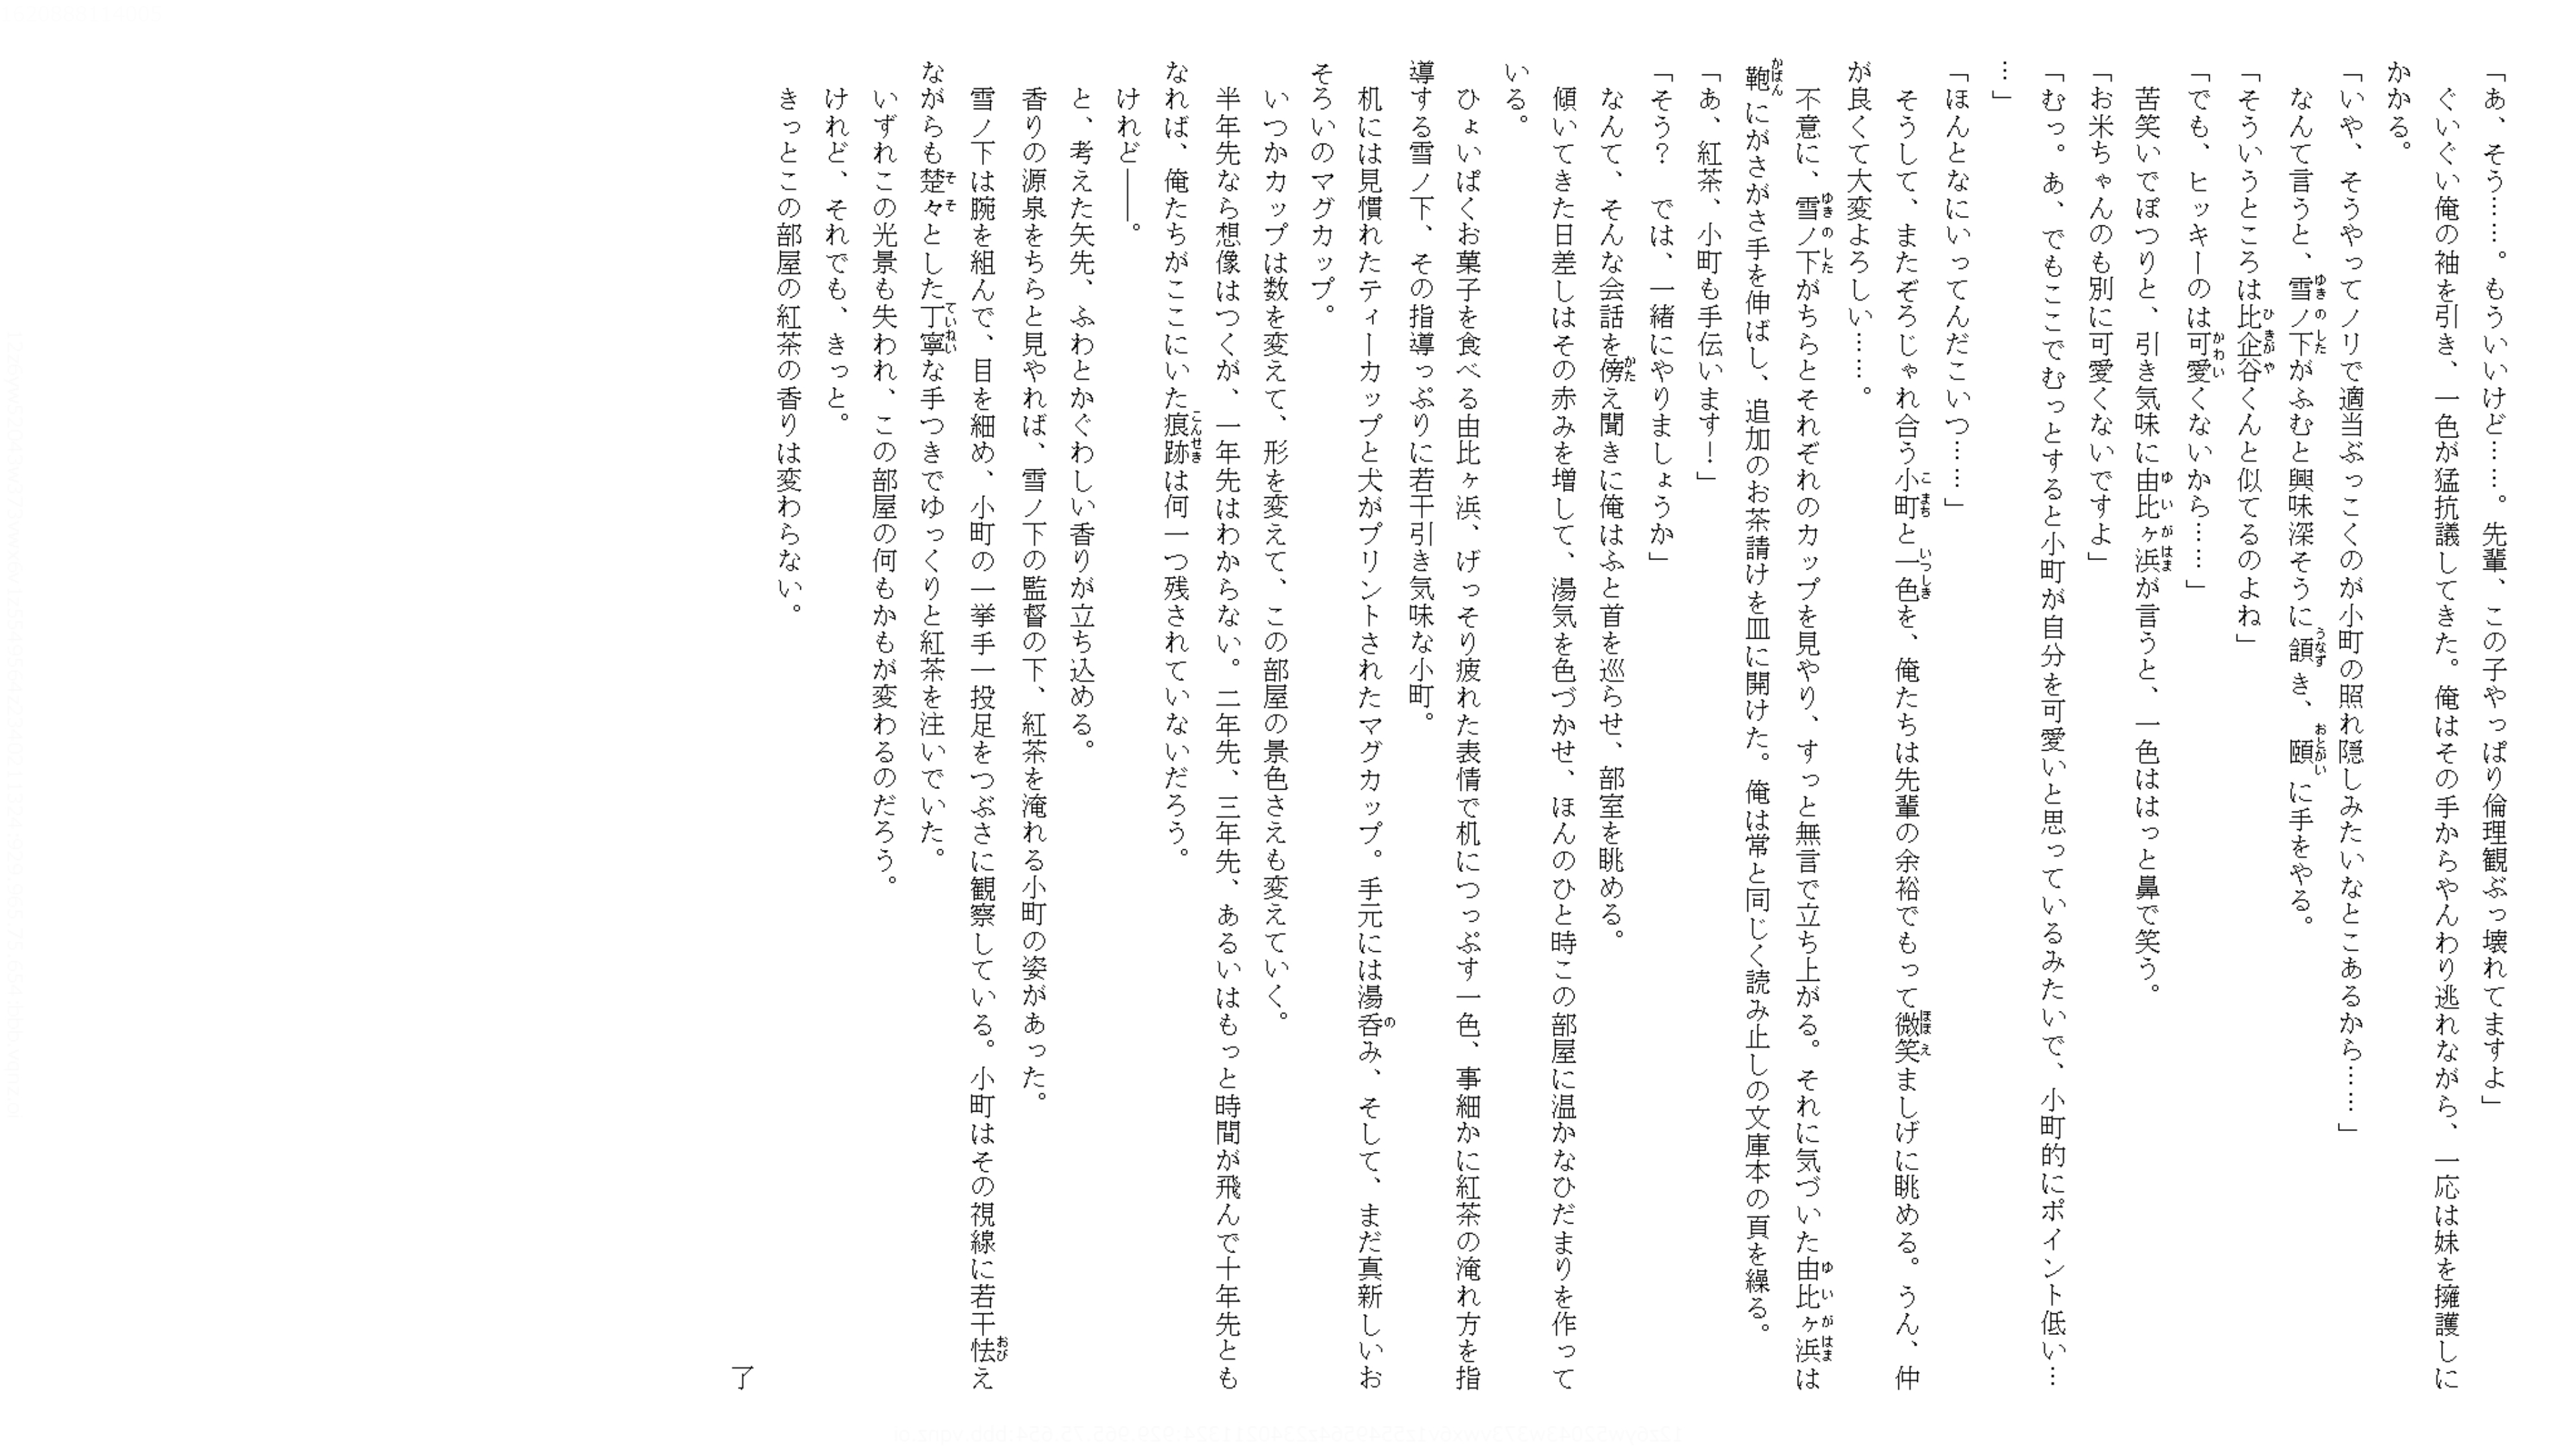 「あ、そう……。もういいけど……。先輩、この子やっぱり倫理観ぶっ壊れてますよ」
ぐいぐい俺の袖を引き、一色が猛抗議してきた。俺はその手からやんわり逃れながら、一応は妹を擁護しに
かかる。
「いや、そうやってノリで適当ぶっこくのが小町の照れ隠しみたいなとこあるから……」
なんて言うと、雪ノ下がふむと興味深そうに頷き、頤に手をやる。
「そういうところは比企谷くんと似てるのよね」
「でも、ヒッキーのは可愛くないから……」
苦笑いでぽつりと、引き気味に由比ヶ浜が言うと、一色ははっと鼻で笑う。
「お米ちゃんのも別に可愛くないですよ」
「むっ。あ、でもここでむっとすると小町が自分を可愛いと思っているみたいで、小町的にポイント低い…
…」
「ほんとなにいってんだこいつ……」
そうして、またぞろじゃれ合う小町と一色を、俺たちは先輩の余裕でもって微笑ましげに眺める。うん、仲
が良くて大変よろしい……。
不意に、雪ノ下がちらとそれぞれのカップを見やり、すっと無言で立ち上がる。それに気づいた由比ヶ浜は
鞄にがさがさ手を伸ばし、追加のお茶請けを皿に開けた。俺は常と同じく読み止しの文庫本の頁を繰る。
「あ、紅茶、小町も手伝います！」
「そう？　では、一緒にやりましょうか」
なんて、そんな会話を傍え聞きに俺はふと首を巡らせ、部室を眺める。
傾いてきた日差しはその赤みを増して、湯気を色づかせ、ほんのひと時この部屋に温かなひだまりを作って
いる。
ひょいぱくお菓子を食べる由比ヶ浜、げっそり疲れた表情で机につっぷす一色、事細かに紅茶の淹れ方を指
導する雪ノ下、その指導っぷりに若干引き気味な小町。
机には見慣れたティーカップと犬がプリントされたマグカップ。手元には湯呑み、そして、まだ真新しいお
そろいのマグカップ。
いつかカップは数を変えて、形を変えて、この部屋の景色さえも変えていく。
半年先なら想像はつくが、一年先はわからない。二年先、三年先、あるいはもっと時間が飛んで十年先とも
なれば、俺たちがここにいた痕跡は何一つ残されていないだろう。
けれど――。
と、考えた矢先、ふわとかぐわしい香りが立ち込める。
香りの源泉をちらと見やれば、雪ノ下の監督の下、紅茶を淹れる小町の姿があった。
雪ノ下は腕を組んで、目を細め、小町の一挙手一投足をつぶさに観察している。小町はその視線に若干怯え
ながらも楚々とした丁寧な手つきでゆっくりと紅茶を注いでいた。
いずれこの光景も失われ、この部屋の何もかもが変わるのだろう。
けれど、それでも、きっと。
きっとこの部屋の紅茶の香りは変わらない。
了